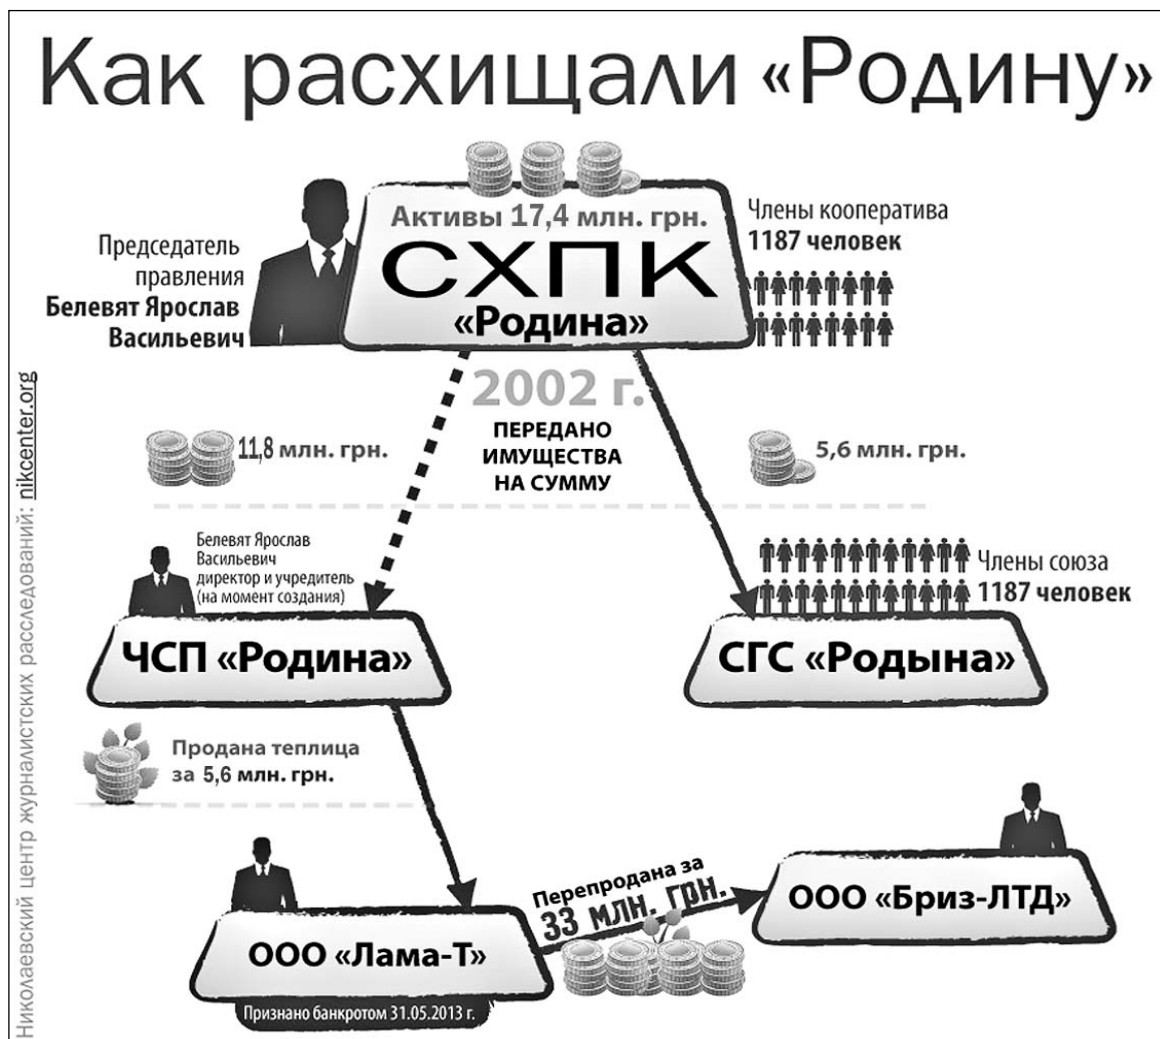 Как расхищали «Родину»
Активы 17,4 млн. грн.
СХПК
«Родина»
Председатель
правления
Белевят Ярослав
Васильевич
Члены кооператива
1187 человек
2002 г.
ПЕРЕДАНО
ИМУЩЕСТВА
НА СУММУ
11,8 млн. грн.
5,6 млн. грн.
Белевят Ярослав
Васильевич
директор и учредитель
(на момент создания)
ЧСП «Родина»
Члены союза
1187 человек
СГС «Родына»
Продана теплица
за 5,6 млн. грн.
ООО «Лама-Т»
Признано банкротом 31.05.2013 г.
Перепродана за
33 млн. грн.
ООО «Бриз-ЛТД»
Николаевский центр журналистских расследований: nikcenter.org